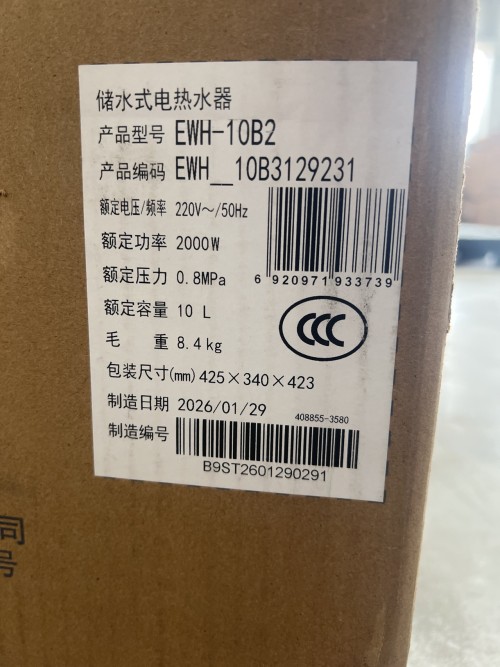 储水式电热水器
产品型号 EWH-10B2
产品编码 EWH__10B3129231
额定电压/频率 220V～/50Hz
额定功率 2000W
6 920971 933739
额定压力 0.8MPa
额定容量 10 L
CCC
毛 重 8.4kg
包装尺寸(mm) 425×340×423
制造日期 2026/01/29
408855-3580
制造编号
B9ST2601290291
司
号